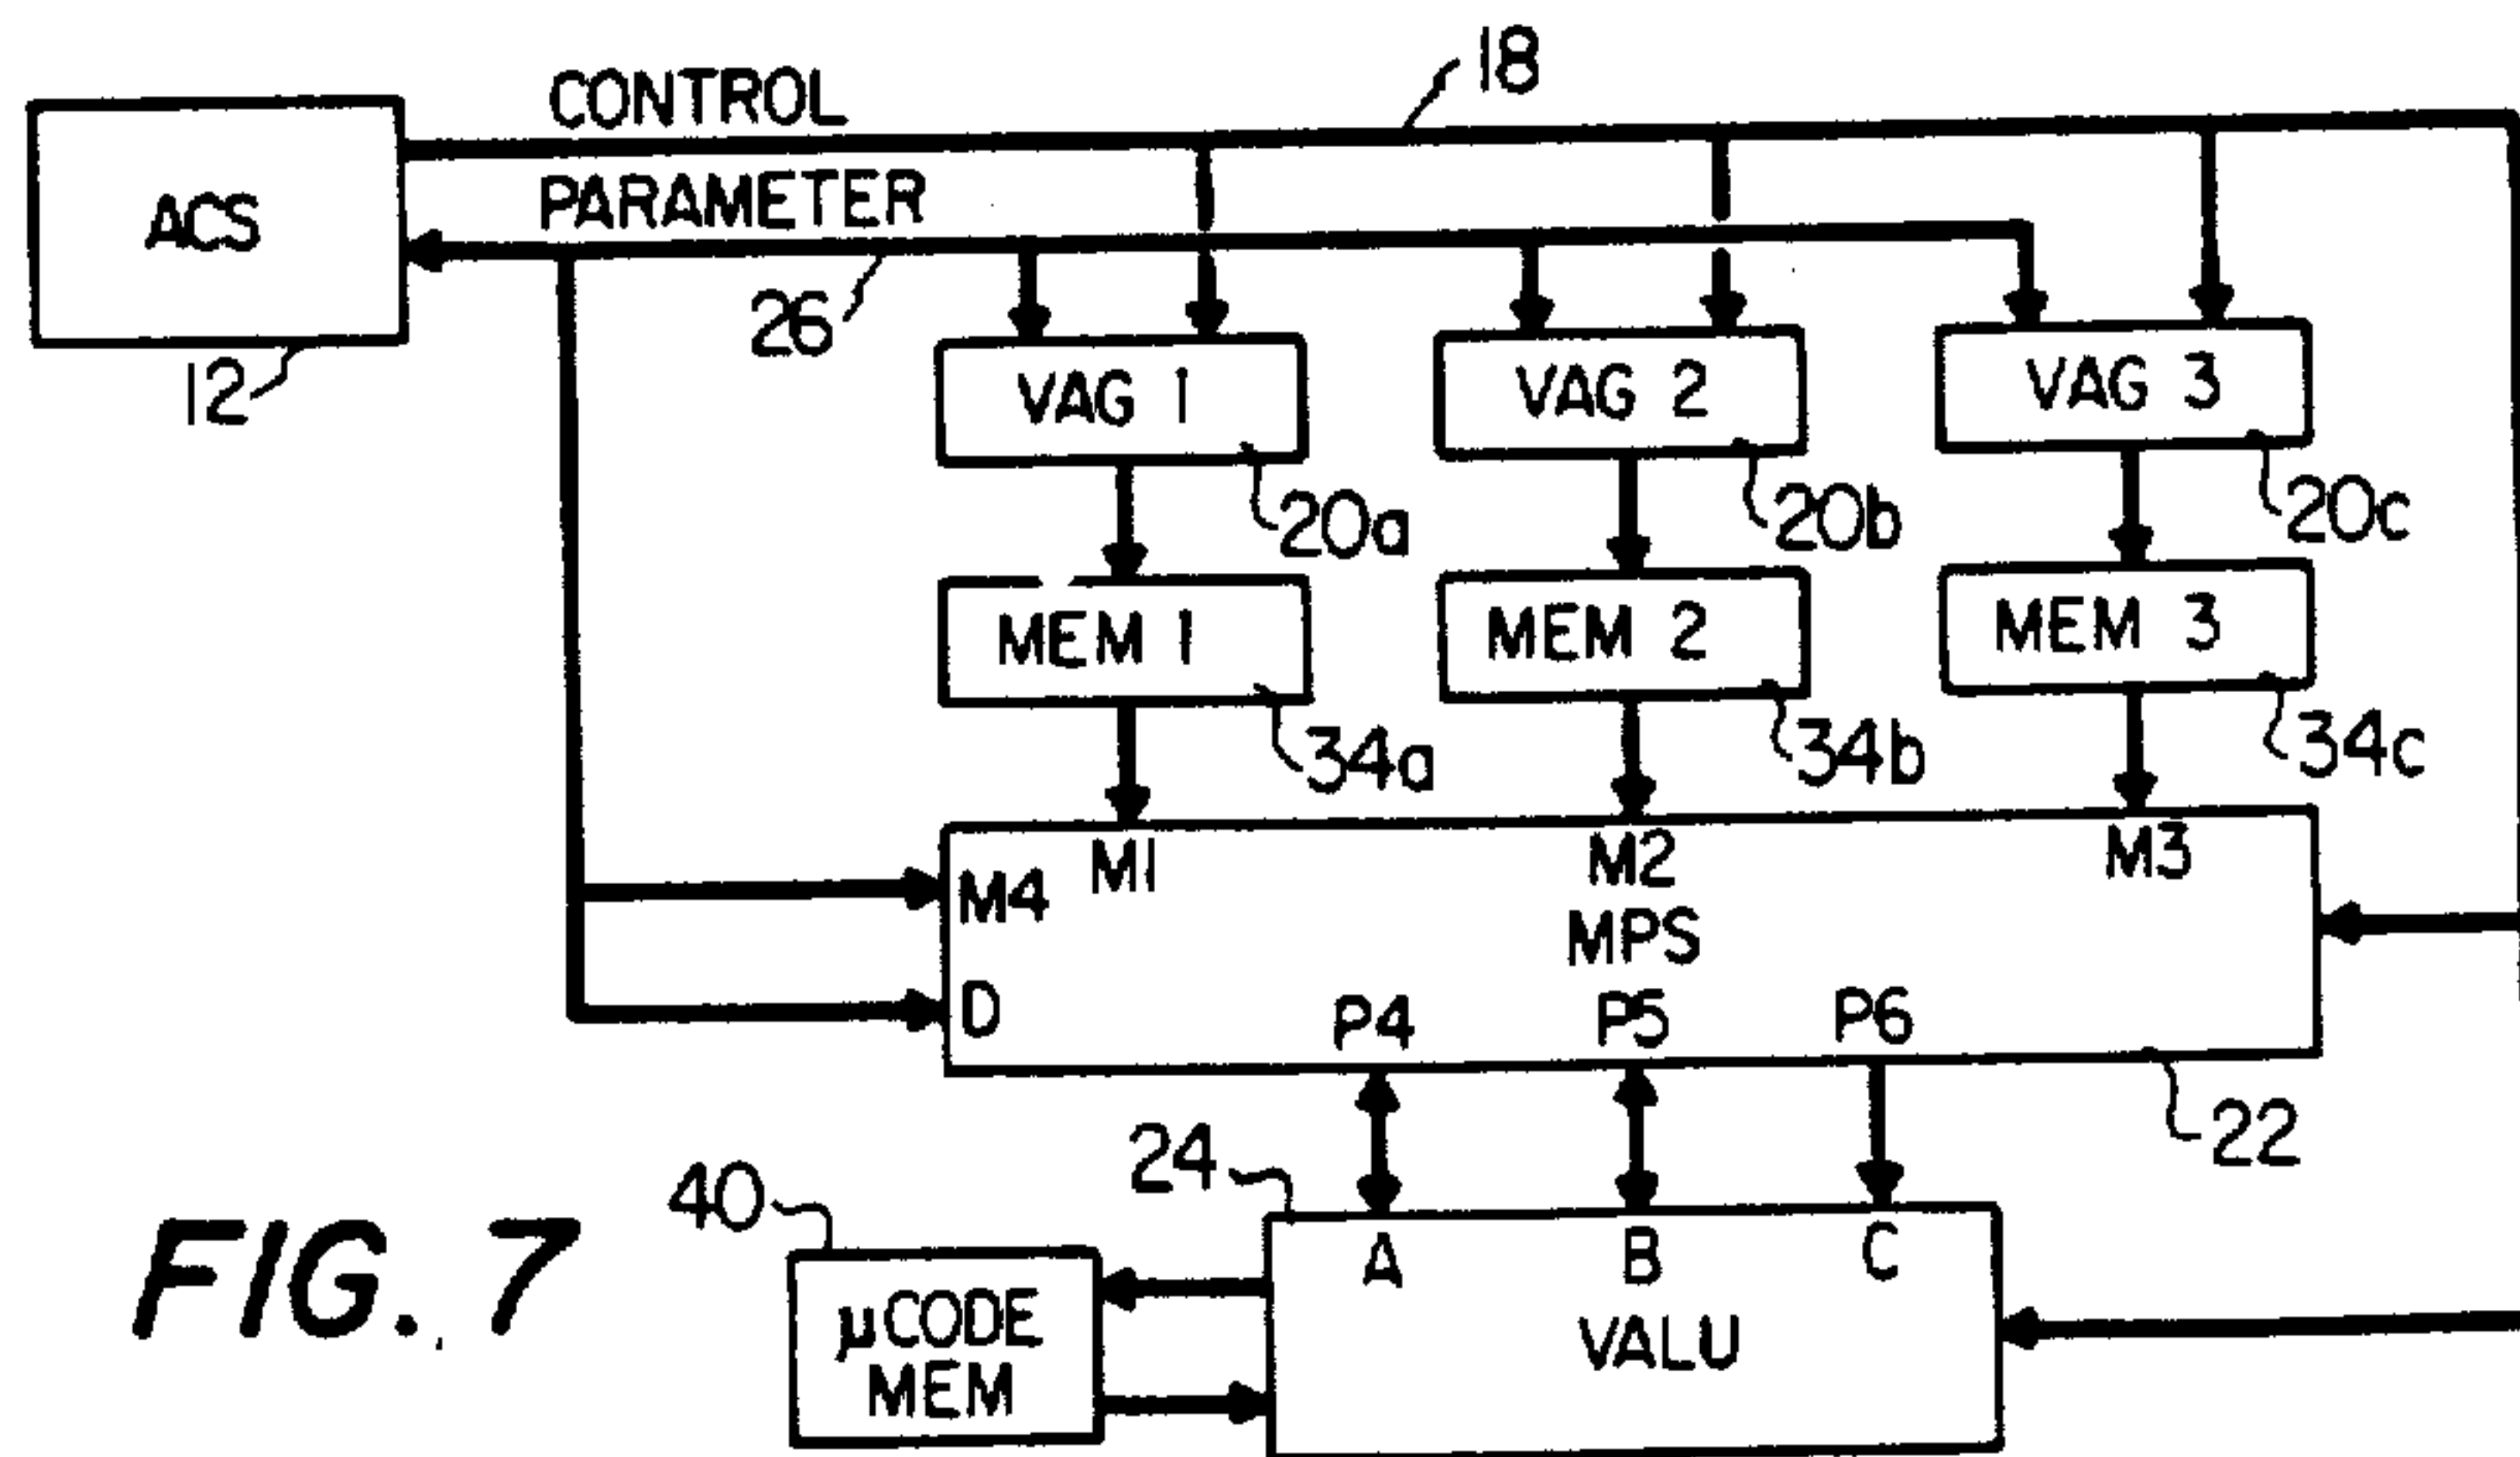 18
CONTROL
PARAMETER
ACS
26
12
VAG 1
VAG 2
VAG 3
20a
20b
20c
MEM 1
MEM 2
MEM 3
34a
34b
34c
M4
M1
M2
M3
MPS
D
P4
P5
P6
22
24
40
A
B
C
μCODE
MEM
VALU
FIG. 7